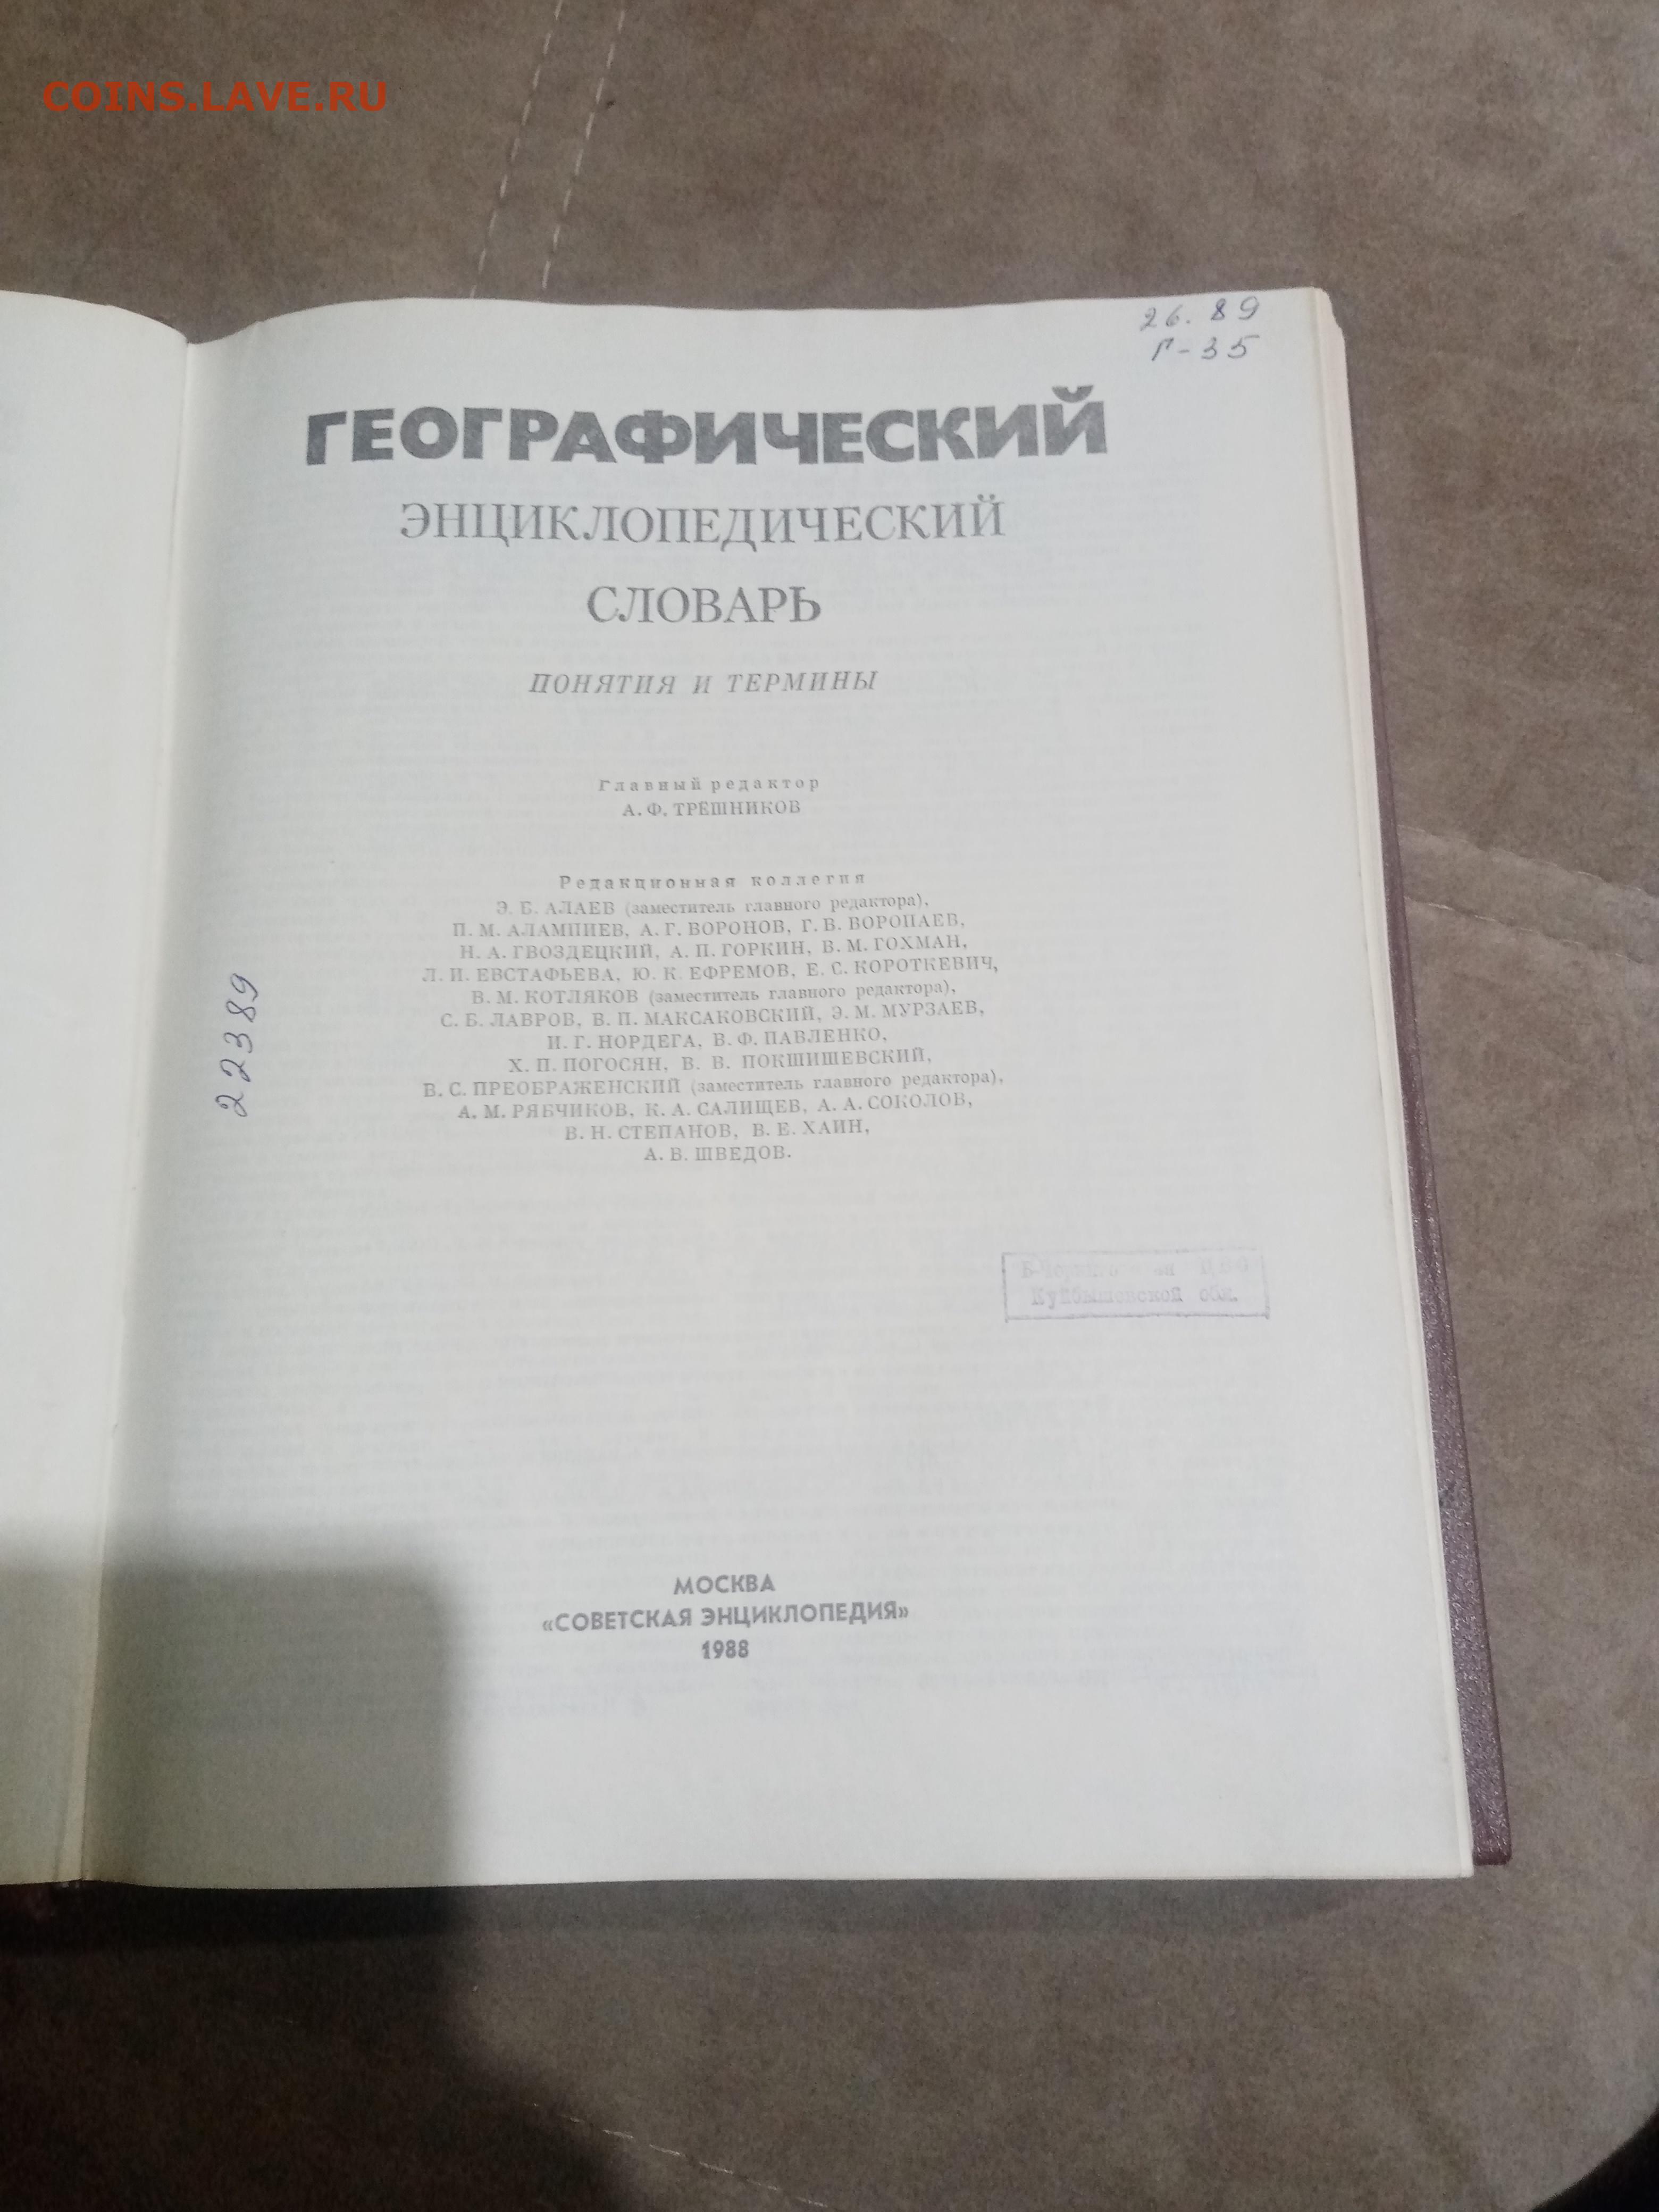 COINS.LAVE.RU
26.89
Г-35
ГЕОГРАФИЧЕСКИЙ
ЭНЦИКЛОПЕДИЧЕСКИЙ
СЛОВАРЬ
ПОНЯТИЯ И ТЕРМИНЫ
Главный редактор
А. Ф. ТРЁШНИКОВ
Редакционная коллегия
Э. Б. АЛАЕВ (заместитель главного редактора),
П. М. АЛАМПИЕВ, А. Г. ВОРОНОВ, Г. В. ВОРОПАЕВ,
Н. А. ГВОЗДЕЦКИЙ, А. П. ГОРКИН, В. М. ГОХМАН,
Л. И. ЕВСТАФЬЕВА, Ю. К. ЕФРЕМОВ, Е. С. КОРОТКЕВИЧ,
В. М. КОТЛЯКОВ (заместитель главного редактора),
С. Б. ЛАВРОВ, В. П. МАКСАКОВСКИЙ, Э. М. МУРЗАЕВ,
И. Г. НОРДЕГА, В. Ф. ПАВЛЕНКО,
Х. П. ПОГОСЯН, В. В. ПОКШИШЕВСКИЙ,
В. С. ПРЕОБРАЖЕНСКИЙ (заместитель главного редактора),
А. М. РЯБЧИКОВ, К. А. САЛИЩЕВ, А. А. СОКОЛОВ,
В. Н. СТЕПАНОВ, В. Е. ХАИН,
А. В. ШВЕДОВ.
22389
Куйбышевской обл.
МОСКВА
«СОВЕТСКАЯ ЭНЦИКЛОПЕДИЯ»
1988